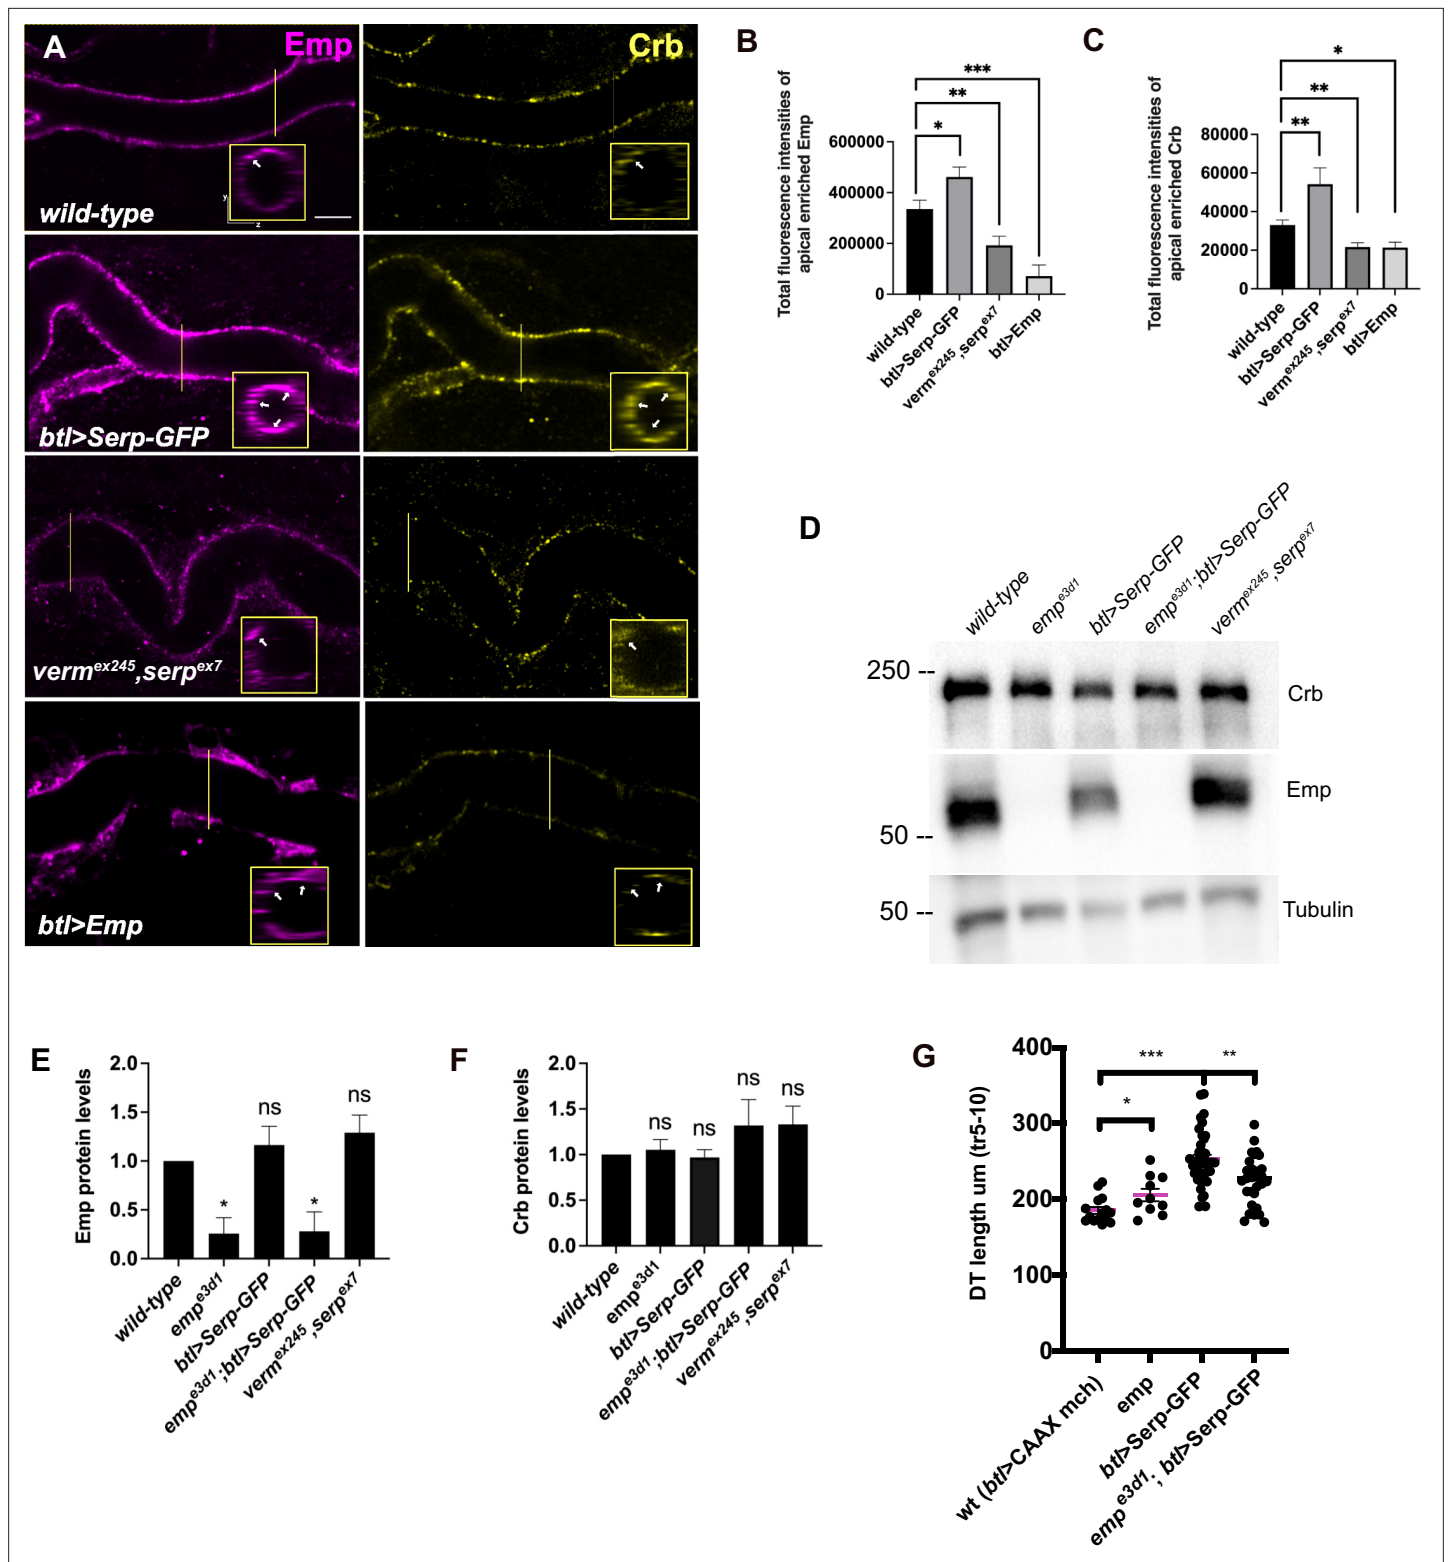 A
Emp
Crb
wild-type
y
z
btl>Serp-GFP
verm^ex245,serp^ex7
btl>Emp
B
Total fluorescence intensities of
apical enriched Emp
600000
400000
200000
0
*
**
***
wild-type
btl>Serp-GFP
verm^ex245,serp^ex7
btl>Emp
C
Total fluorescence intensities of
apical enriched Crb
80000
60000
40000
20000
0
**
**
*
wild-type
btl>Serp-GFP
verm^ex245,serp^ex7
btl>Emp
D
wild-type
emp^e3d1
btl>Serp-GFP
emp^e3d1;btl>Serp-GFP
verm^ex245,serp^ex7
250 --
Crb
Emp
50 --
50 --
Tubulin
E
Emp protein levels
2.0
1.5
1.0
0.5
0.0
*
ns
*
ns
wild-type
emp^e3d1
btl>Serp-GFP
emp^e3d1;btl>Serp-GFP
verm^ex245,serp^ex7
F
Crb protein levels
2.0
1.5
1.0
0.5
0.0
ns
ns
ns
ns
wild-type
emp^e3d1
btl>Serp-GFP
emp^e3d1;btl>Serp-GFP
verm^ex245,serp^ex7
G
DT length um (tr5-10)
400
300
200
100
0
*
***
**
wt (btl>CAAX mch)
emp
btl>Serp-GFP
emp^e3d1; btl>Serp-GFP